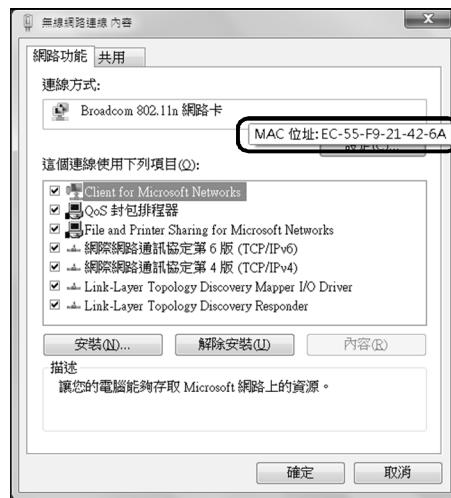 無線網路連線 內容
網路功能 共用
連線方式:
Broadcom 802.11n 網路卡
MAC 位址:EC-55-F9-21-42-6A
設定(C)...
這個連線使用下列項目(O):
Client for Microsoft Networks
QoS 封包排程器
File and Printer Sharing for Microsoft Networks
網際網路通訊協定第 6 版 (TCP/IPv6)
網際網路通訊協定第 4 版 (TCP/IPv4)
Link-Layer Topology Discovery Mapper I/O Driver
Link-Layer Topology Discovery Responder
安裝(N)... 解除安裝(U) 內容(R)
描述
讓您的電腦能夠存取 Microsoft 網路上的資源。
確定 取消